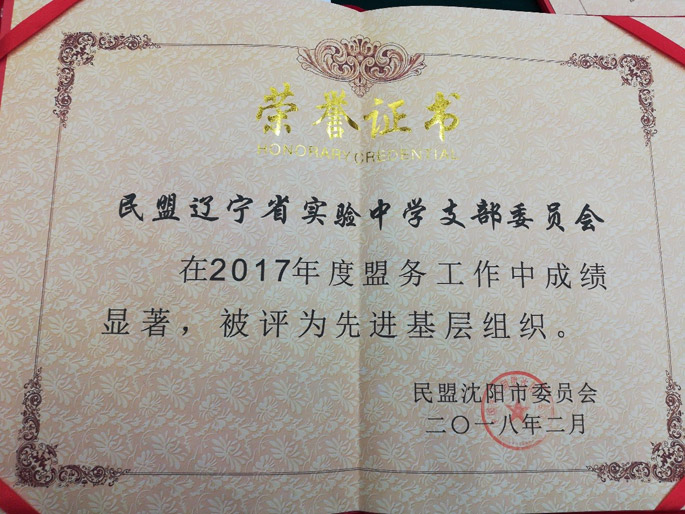 荣誉证书
HONORARY CREDENTIAL
民盟辽宁省实验中学支部委员会
在2017年度盟务工作中成绩
显著，被评为先进基层组织。
民盟沈阳市委员会
二〇一八年二月